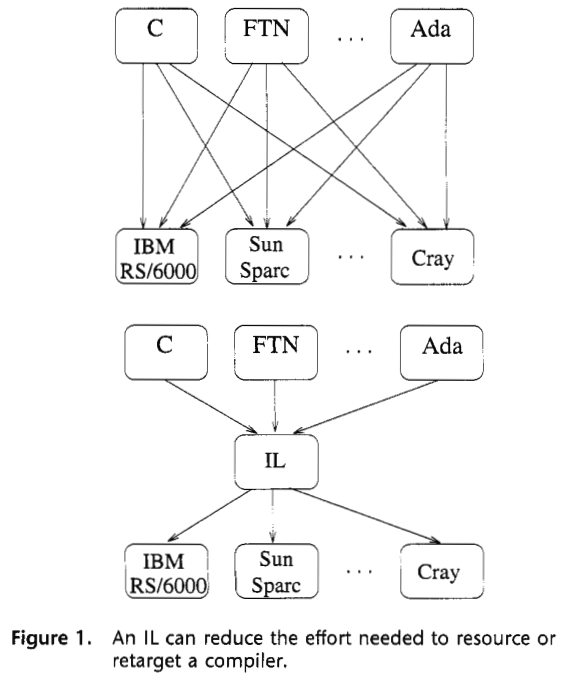 C FTN . . . Ada
IBM
RS/6000
Sun
Sparc
. . .
Cray
C FTN . . . Ada
IL
IBM
RS/6000
Sun
Sparc
. . .
Cray
Figure 1. An IL can reduce the effort needed to resource or
retarget a compiler.